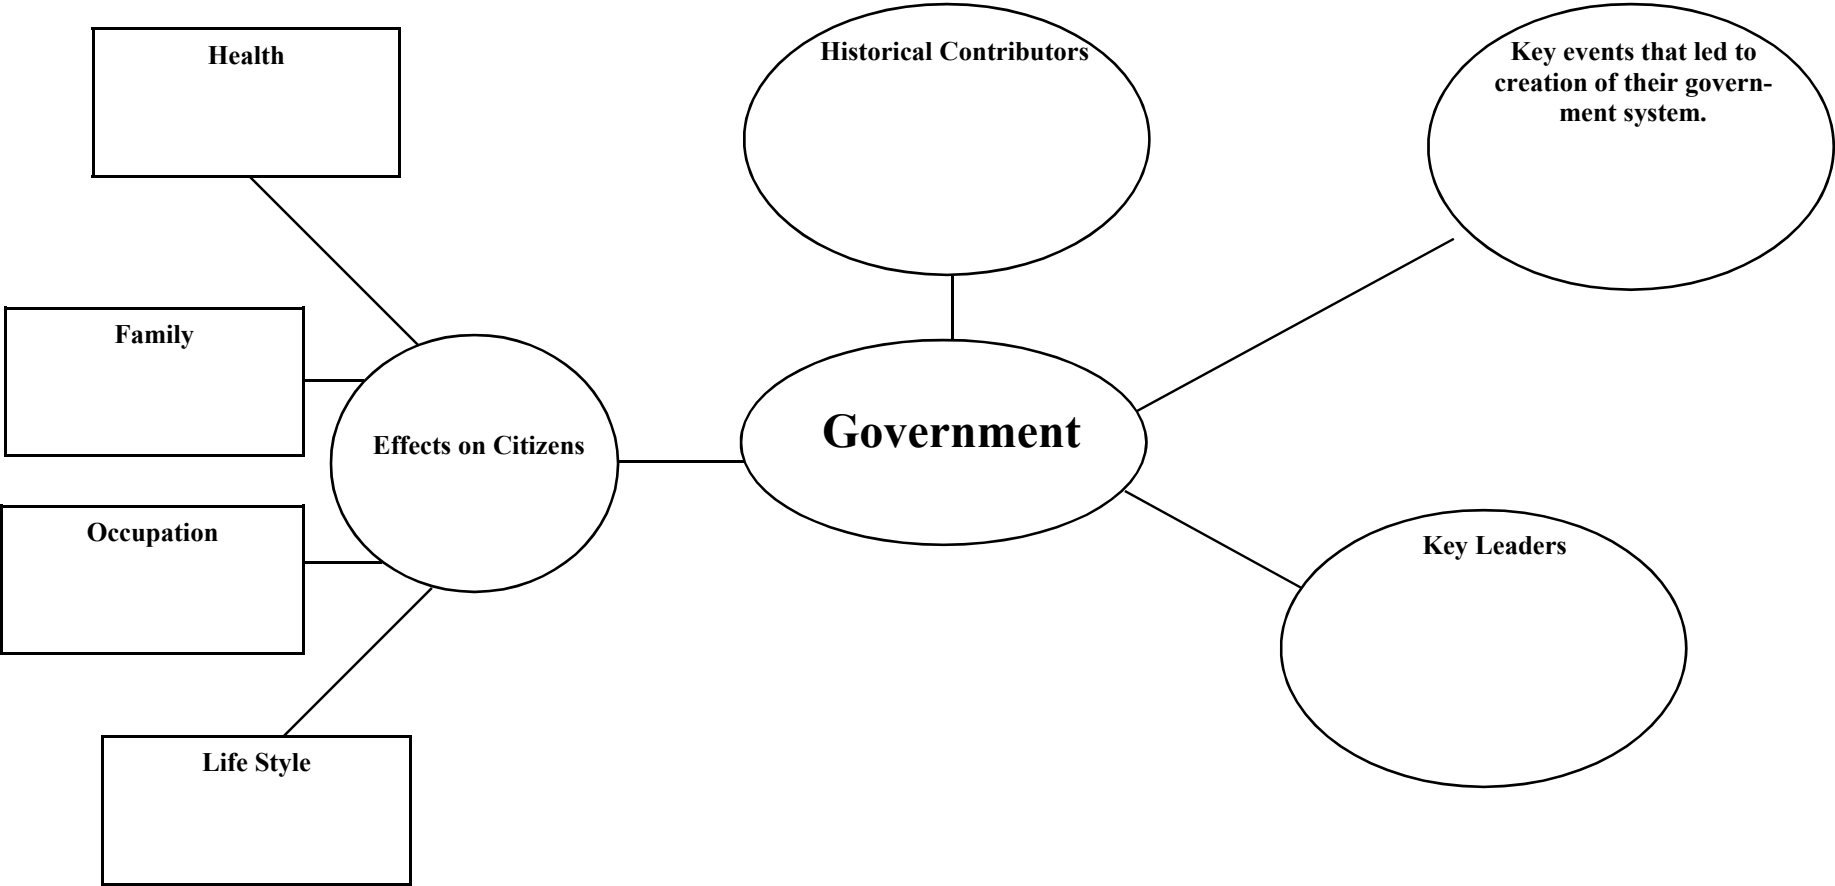 Health
Historical Contributors
Key events that led to
creation of their govern-
ment system.
Family
Effects on Citizens
Government
Occupation
Key Leaders
Life Style